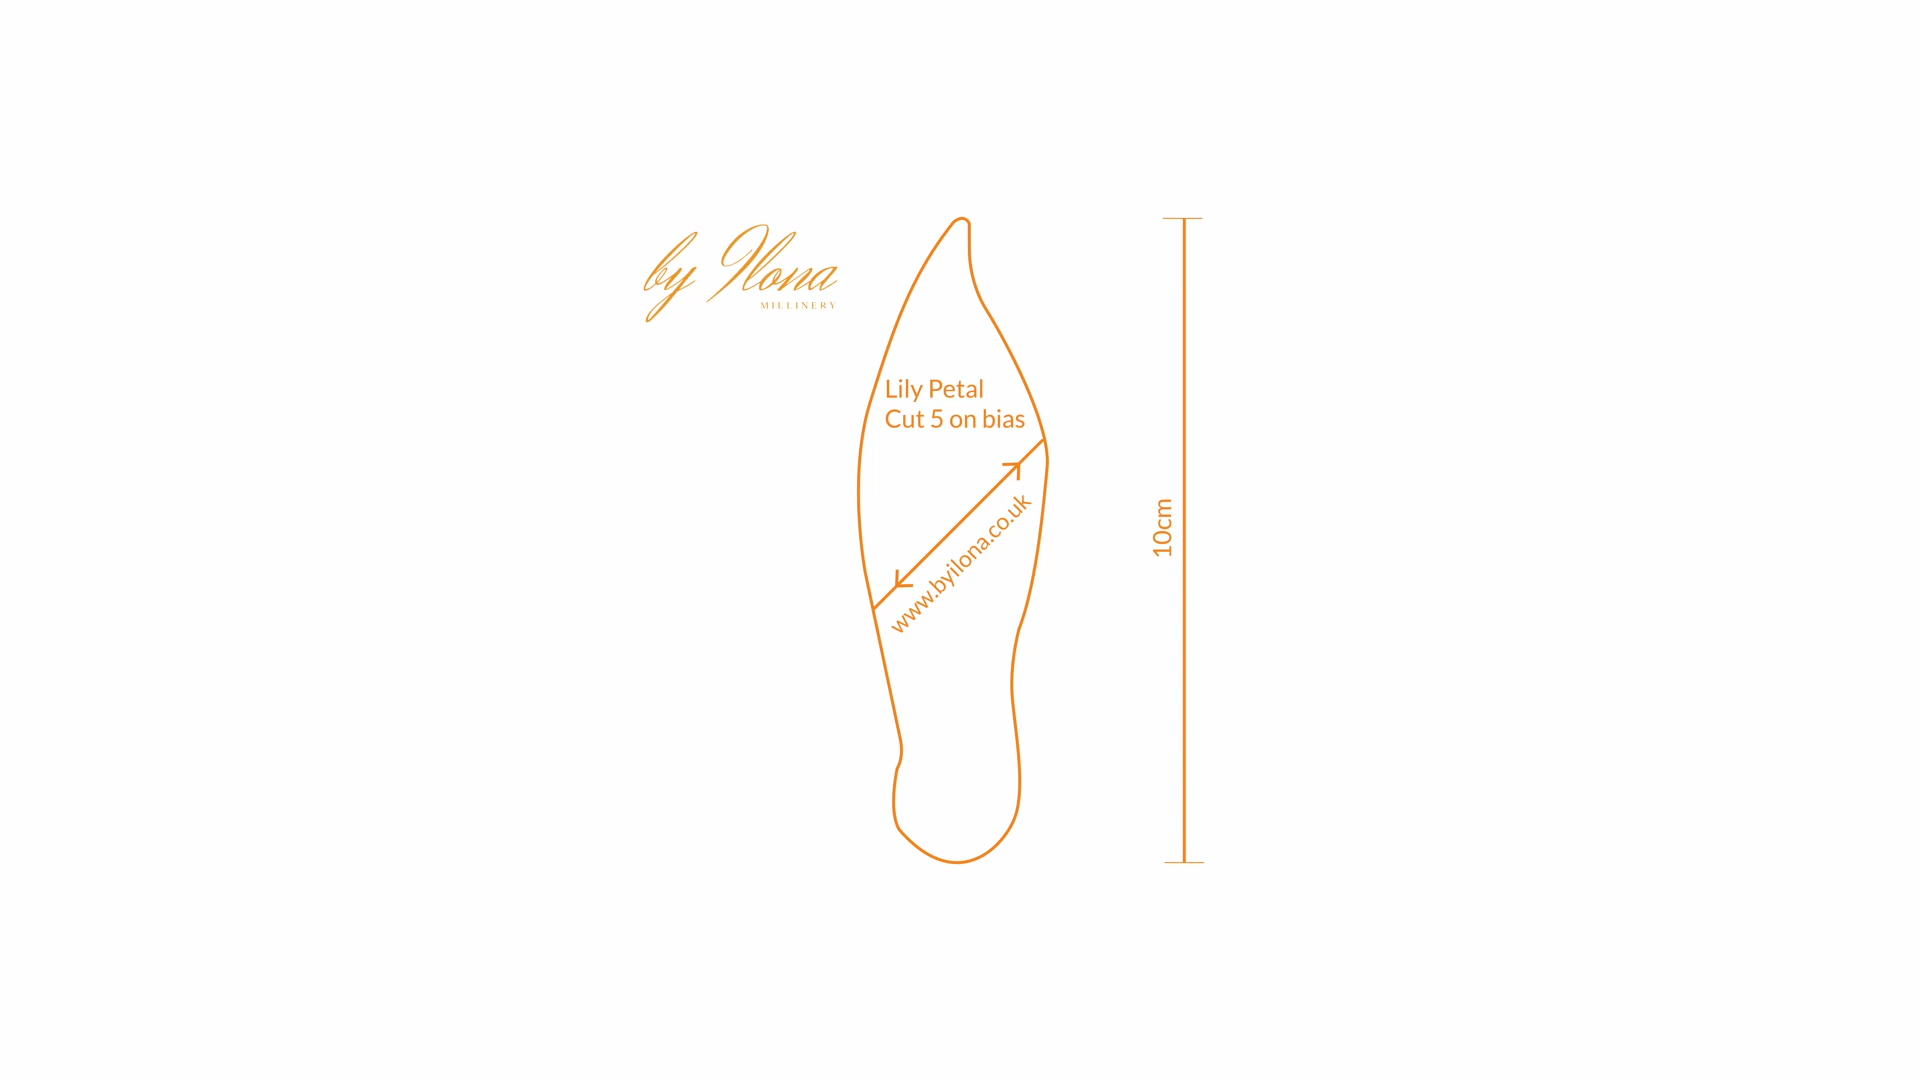 by Ilona
MILLINERY
Lily Petal
Cut 5 on bias
www.byilona.co.uk
10cm